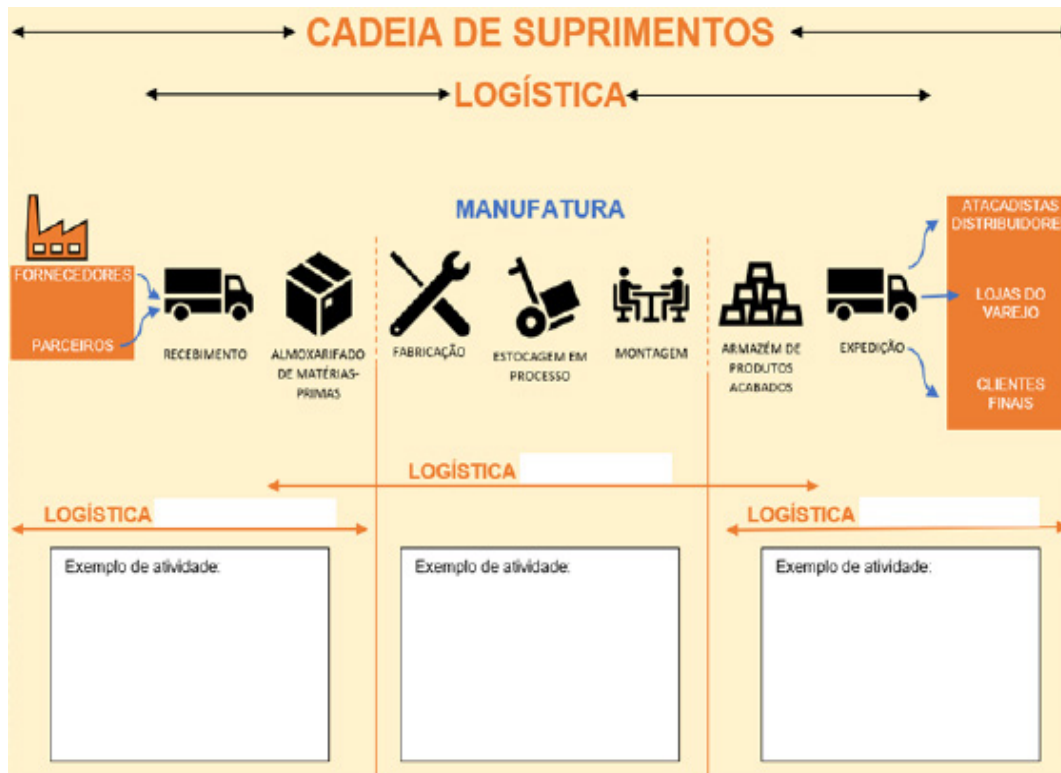 CADEIA DE SUPRIMENTOS
LOGÍSTICA
MANUFATURA
FORNECEDORES
PARCEIROS
RECEBIMENTO
ALMOXARIFADO
DE MATÉRIAS-
PRIMAS
FABRICAÇÃO
ESTOCAGEM EM
PROCESSO
MONTAGEM
ARMAZÉM DE
PRODUTOS
ACABADOS
EXPEDIÇÃO
ATACADISTAS
DISTRIBUIDORE
LOJAS DO
VAREJO
CLIENTES
FINAIS
LOGÍSTICA
LOGÍSTICA
LOGÍSTICA
Exemplo de atividade:
Exemplo de atividade:
Exemplo de atividade: